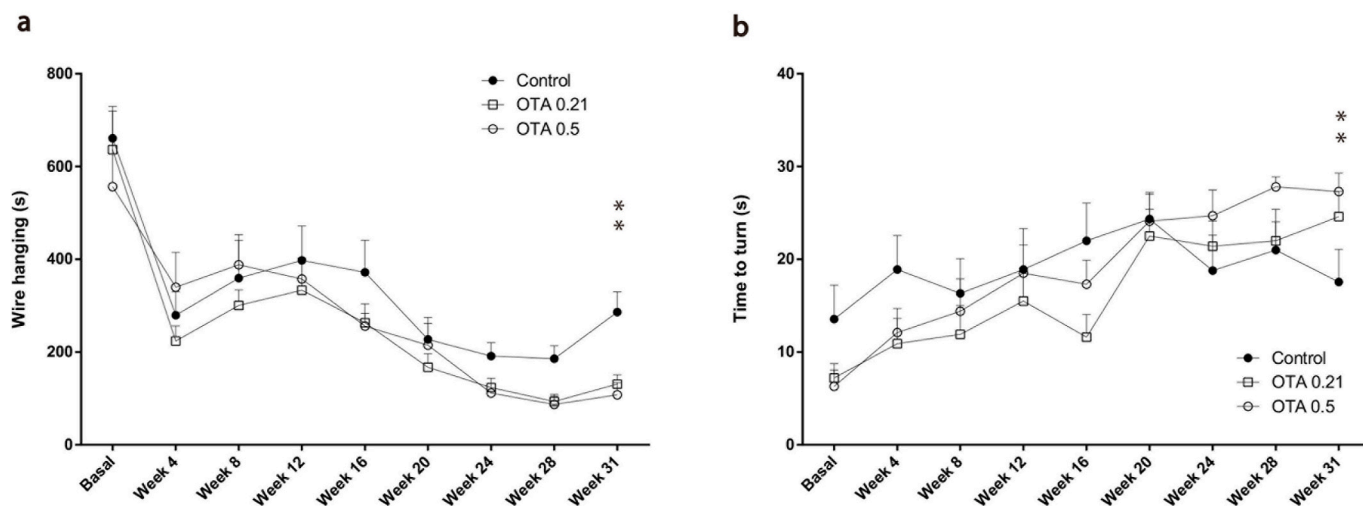 a
Wire hanging (s)
800
600
400
200
0
Control
OTA 0.21
OTA 0.5
*
*
Basal
Week 4
Week 8
Week 12
Week 16
Week 20
Week 24
Week 28
Week 31
b
Time to turn (s)
40
30
20
10
0
*
*
Control
OTA 0.21
OTA 0.5
Basal
Week 4
Week 8
Week 12
Week 16
Week 20
Week 24
Week 28
Week 31